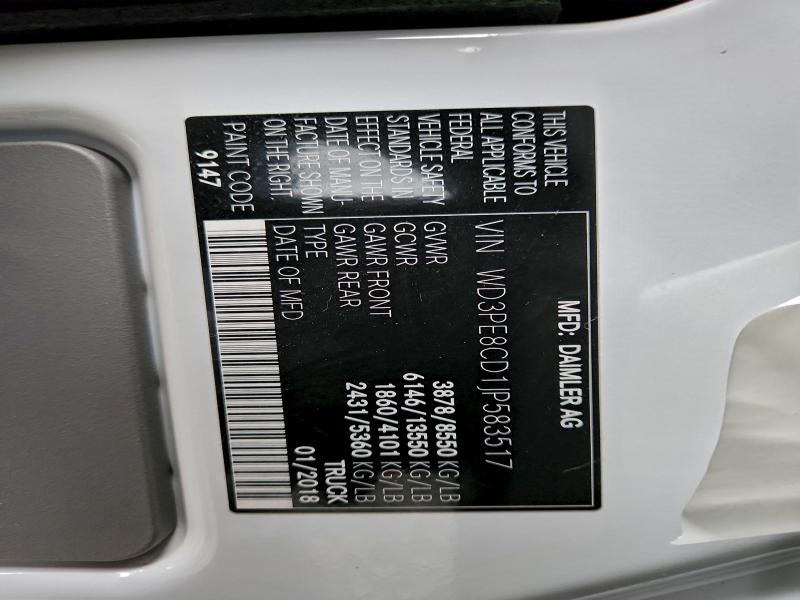 MFD: DAIMLER AG
VIN WD3PE8CD1JP583517
GVWR 3878/8550 KG/LB
GCWR 6146/13550 KG/LB
GAWR FRONT 1860/4101 KG/LB
GAWR REAR 2431/5360 KG/LB
TYPE TRUCK
DATE OF MFD 01/2018
THIS VEHICLE
CONFORMS TO
ALL APPLICABLE
FEDERAL
VEHICLE SAFETY
STANDARDS IN
EFFECT ON THE
DATE OF MANU-
FACTURE SHOWN
ON THE RIGHT.
PAINT CODE
9147